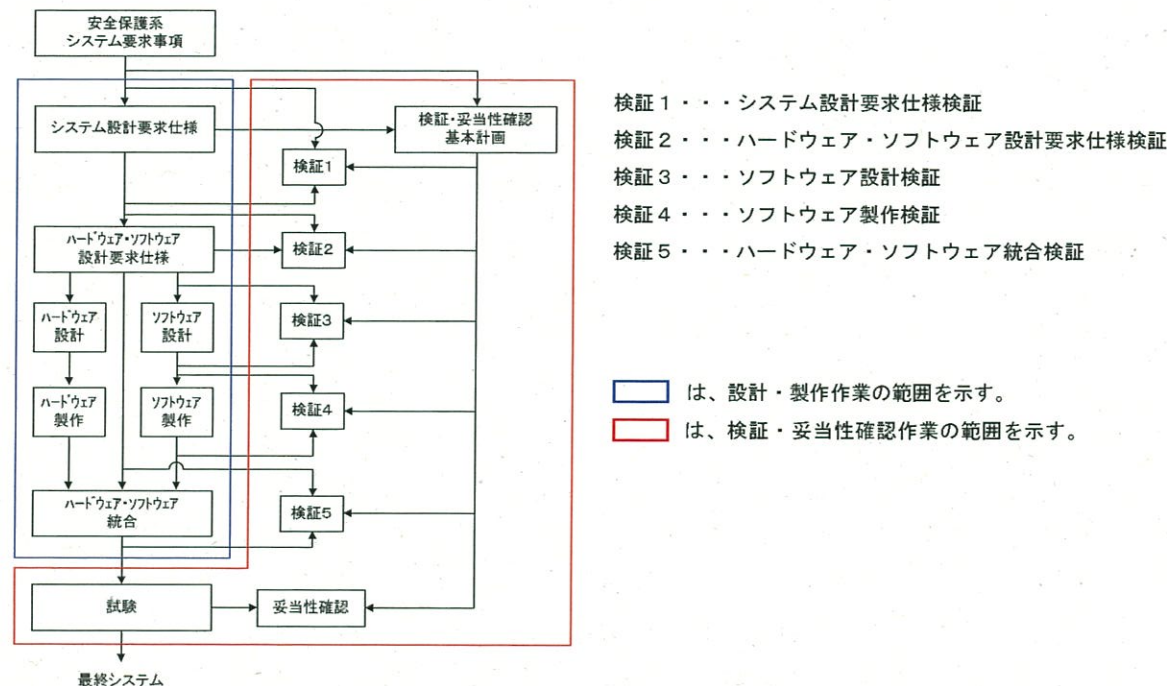 安全保護系
システム要求事項
システム設計要求仕様
検証・妥当性確認
基本計画
検証1
ﾊｰﾄﾞｳｪｱ・ｿﾌﾄｳｪｱ
設計要求仕様
検証2
ﾊｰﾄﾞｳｪｱ
設計
ｿﾌﾄｳｪｱ
設計
検証3
ﾊｰﾄﾞｳｪｱ
製作
ｿﾌﾄｳｪｱ
製作
検証4
ﾊｰﾄﾞｳｪｱ・ｿﾌﾄｳｪｱ
統合
検証5
試験
妥当性確認
最終システム
検証１・・・システム設計要求仕様検証
検証２・・・ハードウェア・ソフトウェア設計要求仕様検証
検証３・・・ソフトウェア設計検証
検証４・・・ソフトウェア製作検証
検証５・・・ハードウェア・ソフトウェア統合検証
は、設計・製作作業の範囲を示す。
は、検証・妥当性確認作業の範囲を示す。